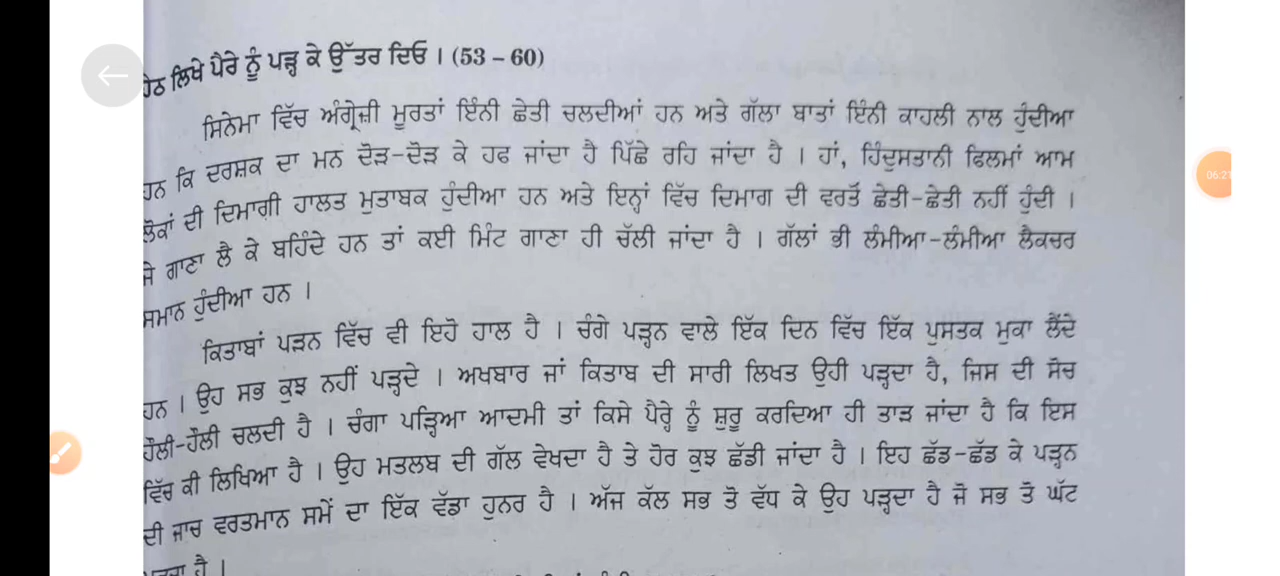 ਹੇਠ ਲਿਖੇ ਪੈਰੇ ਨੂੰ ਪੜ੍ਹ ਕੇ ਉੱਤਰ ਦਿਓ । (53 – 60)
ਸਿਨੇਮਾ ਵਿੱਚ ਅੰਗ੍ਰੇਜ਼ੀ ਮੂਰਤਾਂ ਇੰਨੀ ਛੇਤੀ ਚਲਦੀਆਂ ਹਨ ਅਤੇ ਗੱਲਾ ਬਾਤਾਂ ਇੰਨੀ ਕਾਹਲੀ ਨਾਲ ਹੁੰਦੀਆ
ਹਨ ਕਿ ਦਰਸ਼ਕ ਦਾ ਮਨ ਦੋੜ-ਦੋੜ ਕੇ ਹਫ ਜਾਂਦਾ ਹੈ ਪਿੱਛੇ ਰਹਿ ਜਾਂਦਾ ਹੈ । ਹਾਂ, ਹਿੰਦੁਸਤਾਨੀ ਫਿਲਮਾਂ ਆਮ
ਲੋਕਾਂ ਦੀ ਦਿਮਾਗ਼ੀ ਹਾਲਤ ਮੁਤਾਬਕ ਹੁੰਦੀਆ ਹਨ ਅਤੇ ਇਨ੍ਹਾਂ ਵਿੱਚ ਦਿਮਾਗ ਦੀ ਵਰਤੋਂ ਛੇਤੀ-ਛੇਤੀ ਨਹੀਂ ਹੁੰਦੀ ।
ਜੇ ਗਾਣਾ ਲੈ ਕੇ ਬਹਿੰਦੇ ਹਨ ਤਾਂ ਕਈ ਮਿੰਟ ਗਾਣਾ ਹੀ ਚੱਲੀ ਜਾਂਦਾ ਹੈ । ਗੱਲਾਂ ਭੀ ਲੰਮੀਆ-ਲੰਮੀਆ ਲੈਕਚਰ
ਸਮਾਨ ਹੁੰਦੀਆ ਹਨ ।
ਕਿਤਾਬਾਂ ਪੜਨ ਵਿੱਚ ਵੀ ਇਹੋ ਹਾਲ ਹੈ । ਚੰਗੇ ਪੜ੍ਹਨ ਵਾਲੇ ਇੱਕ ਦਿਨ ਵਿੱਚ ਇੱਕ ਪੁਸਤਕ ਮੁਕਾ ਲੈਂਦੇ
ਹਨ । ਉਹ ਸਭ ਕੁਝ ਨਹੀਂ ਪੜ੍ਹਦੇ । ਅਖਬਾਰ ਜਾਂ ਕਿਤਾਬ ਦੀ ਸਾਰੀ ਲਿਖਤ ਉਹੀ ਪੜ੍ਹਦਾ ਹੈ, ਜਿਸ ਦੀ ਸੋਚ
ਹੌਲੀ-ਹੌਲੀ ਚਲਦੀ ਹੈ । ਚੰਗਾ ਪੜ੍ਹਿਆ ਆਦਮੀ ਤਾਂ ਕਿਸੇ ਪੈਰ੍ਹੇ ਨੂੰ ਸ਼ੁਰੂ ਕਰਦਿਆ ਹੀ ਤਾੜ ਜਾਂਦਾ ਹੈ ਕਿ ਇਸ
ਵਿੱਚ ਕੀ ਲਿਖਿਆ ਹੈ । ਉਹ ਮਤਲਬ ਦੀ ਗੱਲ ਵੇਖਦਾ ਹੈ ਤੇ ਹੋਰ ਕੁਝ ਛੱਡੀ ਜਾਂਦਾ ਹੈ । ਇਹ ਛੱਡ-ਛੱਡ ਕੇ ਪੜ੍ਹਨ
ਦੀ ਜਾਚ ਵਰਤਮਾਨ ਸਮੇਂ ਦਾ ਇੱਕ ਵੱਡਾ ਹੁਨਰ ਹੈ । ਅੱਜ ਕੱਲ ਸਭ ਤੋ ਵੱਧ ਕੇ ਉਹ ਪੜ੍ਹਦਾ ਹੈ ਜੋ ਸਭ ਤੋ ਘੱਟ
ਹੈ ।
06:21